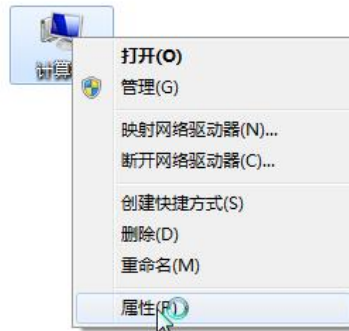 计算
打开(O)
管理(G)
映射网络驱动器(N)...
断开网络驱动器(C)...
创建快捷方式(S)
删除(D)
重命名(M)
属性(R)